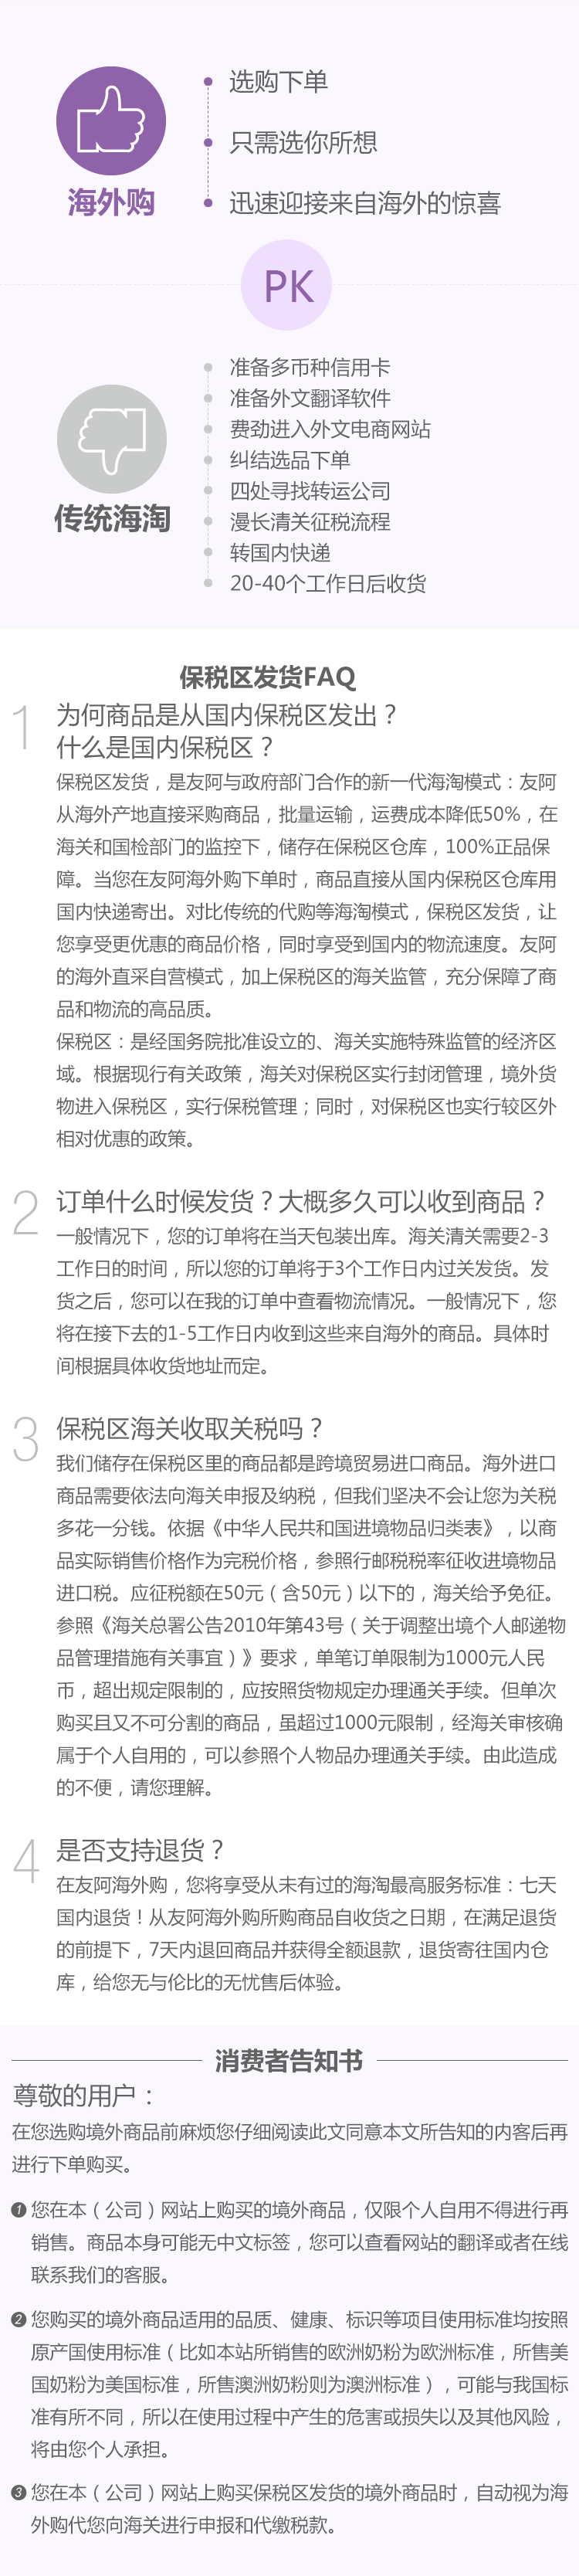 选购下单
只需选你所想
迅速迎接来自海外的惊喜
海外购
PK
准备多币种信用卡
准备外文翻译软件
费劲进入外文电商网站
纠结选品下单
四处寻找转运公司
漫长清关征税流程
转国内快递
20-40个工作日后收货
传统海淘
保税区发货FAQ
1 为何商品是从国内保税区发出？
什么是国内保税区？
保税区发货，是友阿与政府部门合作的新一代海淘模式：友阿
从海外产地直接采购商品，批量运输，运费成本降低50%，在
海关和国检部门的监控下，储存在保税区仓库，100%正品保
障。当您在友阿海外购下单时，商品直接从国内保税区仓库用
国内快递寄出。对比传统的代购等海淘模式，保税区发货，让
您享受更优惠的商品价格，同时享受到国内的物流速度。友阿
的海外直采自营模式，加上保税区的海关监管，充分保障了商
品和物流的高品质。
保税区：是经国务院批准设立的、海关实施特殊监管的经济区
域。根据现行有关政策，海关对保税区实行封闭管理，境外货
物进入保税区，实行保税管理；同时，对保税区也实行较区外
相对优惠的政策。
2 订单什么时候发货？大概多久可以收到商品？
一般情况下，您的订单将在当天包装出库。海关清关需要2-3
工作日的时间，所以您的订单将于3个工作日内过关发货。发
货之后，您可以在我的订单中查看物流情况。一般情况下，您
将在接下去的1-5工作日内收到这些来自海外的商品。具体时
间根据具体收货地址而定。
3 保税区海关收取关税吗？
我们储存在保税区里的商品都是跨境贸易进口商品。海外进口
商品需要依法向海关申报及纳税，但我们坚决不会让您为关税
多花一分钱。依据《中华人民共和国进境物品归类表》，以商
品实际销售价格作为完税价格，参照行邮税税率征收进境物品
进口税。应征税额在50元（含50元）以下的，海关给予免征。
参照《海关总署公告2010年第43号（关于调整出境个人邮递物
品管理措施有关事宜）》要求，单笔订单限制为1000元人民
币，超出规定限制的，应按照货物规定办理通关手续。但单次
购买且又不可分割的商品，虽超过1000元限制，经海关审核确
属于个人自用的，可以参照个人物品办理通关手续。由此造成
的不便，请您理解。
4 是否支持退货？
在友阿海外购，您将享受从未有过的海淘最高服务标准：七天
国内退货！从友阿海外购所购商品自收货之日期，在满足退货
的前提下，7天内退回商品并获得全额退款，退货寄往国内仓
库，给您无与伦比的无忧售后体验。
消费者告知书
尊敬的用户：
在您选购境外商品前麻烦您仔细阅读此文同意本文所告知的内客后再
进行下单购买。
❶ 您在本（公司）网站上购买的境外商品，仅限个人自用不得进行再
销售。商品本身可能无中文标签，您可以查看网站的翻译或者在线
联系我们的客服。
❷ 您购买的境外商品适用的品质、健康、标识等项目使用标准均按照
原产国使用标准（比如本站所销售的欧洲奶粉为欧洲标准，所售美
国奶粉为美国标准，所售澳洲奶粉则为澳洲标准），可能与我国标
准有所不同，所以在使用过程中产生的危害或损失以及其他风险，
将由您个人承担。
❸ 您在本（公司）网站上购买保税区发货的境外商品时，自动视为海
外购代您向海关进行申报和代缴税款。